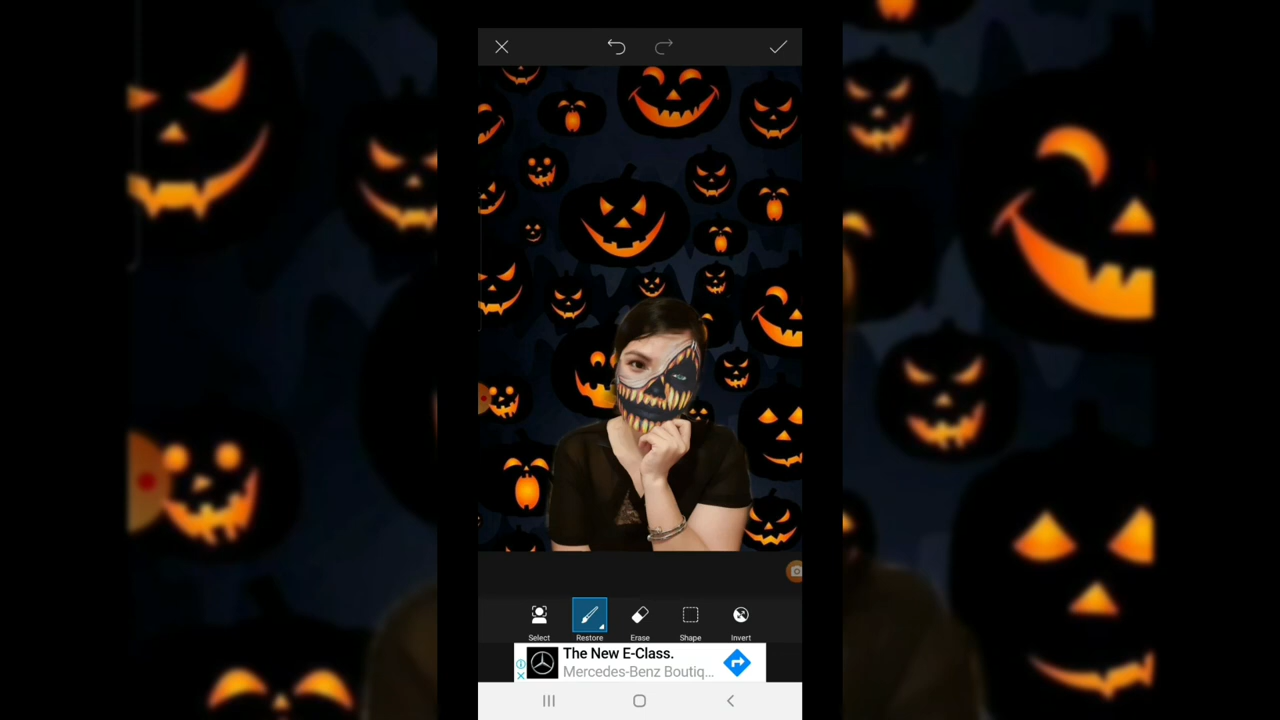 Select Restore Erase Shape Invert
The New E-Class.
Mercedes-Benz Boutiq...